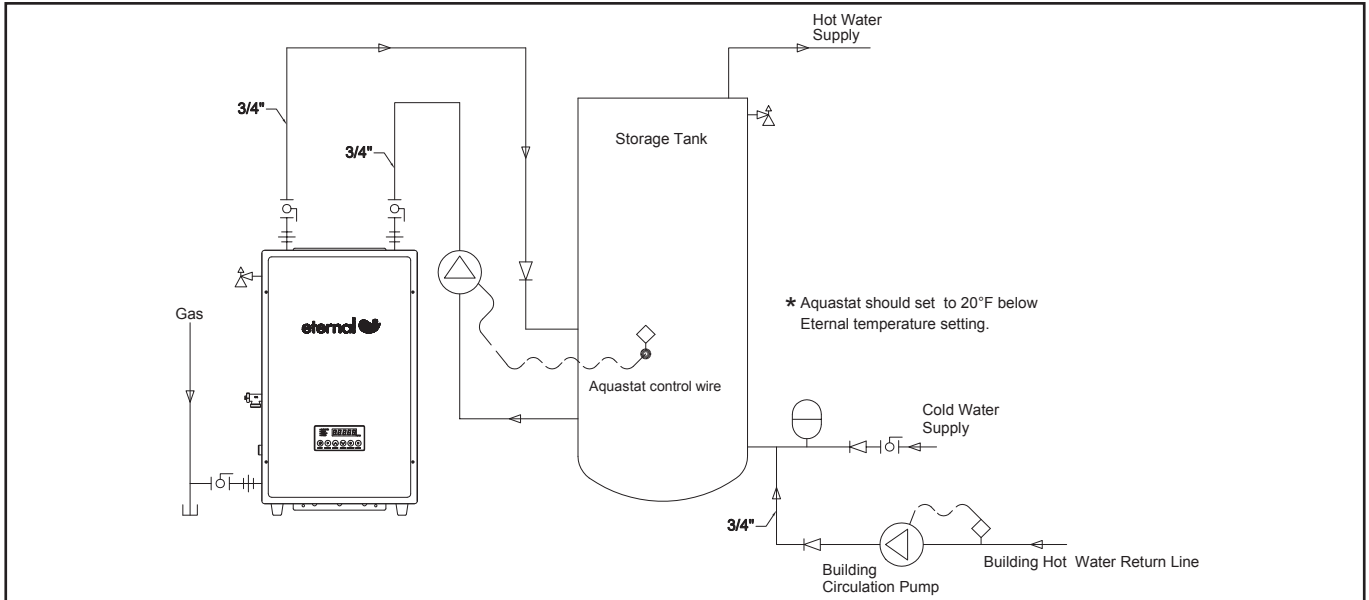 Hot Water
Supply
3/4"
3/4"
Storage Tank
Gas
eternal
* Aquastat should set to 20°F below
Eternal temperature setting.
Aquastat control wire
Cold Water
Supply
3/4"
Building
Circulation Pump
Building Hot Water Return Line